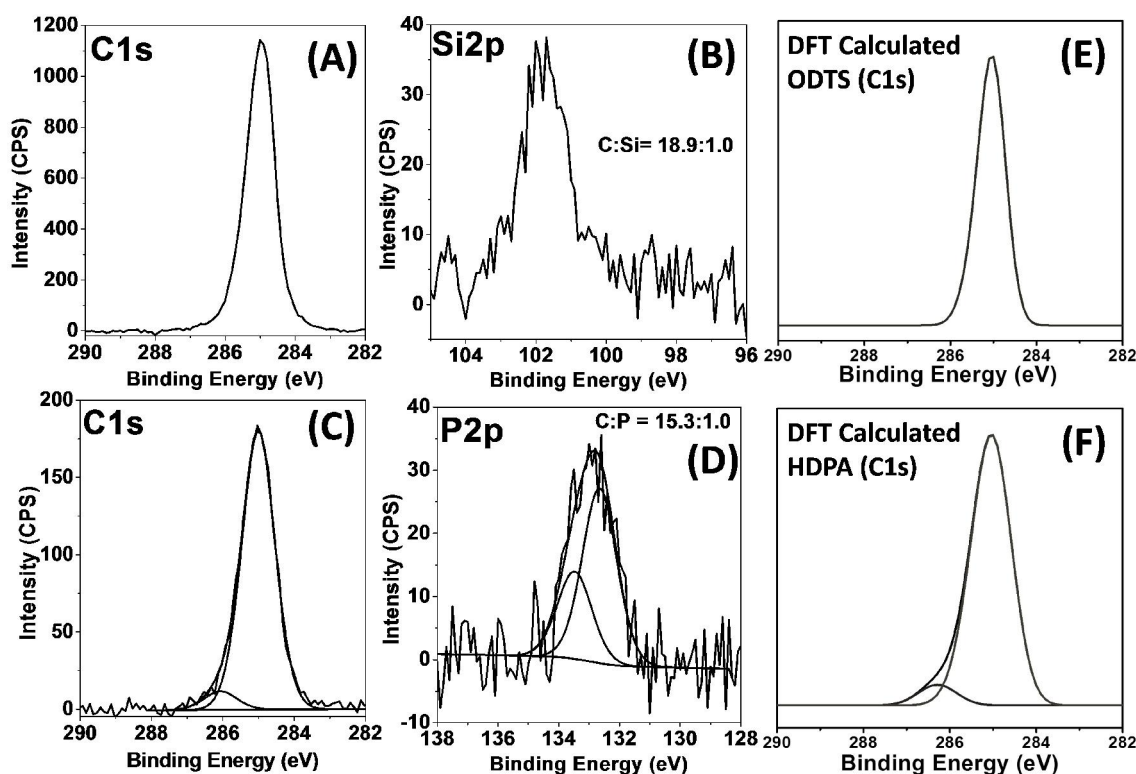 C1s
(A)
Intensity (CPS)
1200
1000
800
600
400
200
0
290 288 286 284 282
Binding Energy (eV)
Si2p
(B)
C:Si= 18.9:1.0
Intensity (CPS)
40
30
20
10
0
104 102 100 98 96
Binding Energy (eV)
DFT Calculated
ODTS (C1s)
(E)
290 288 286 284 282
Binding Energy (eV)
C1s
(C)
Intensity (CPS)
200
150
100
50
0
290 288 286 284 282
Binding Energy (eV)
P2p
C:P = 15.3:1.0
(D)
Intensity (CPS)
40
30
20
10
0
-10
138 136 134 132 130 128
Binding Energy (eV)
DFT Calculated
HDPA (C1s)
(F)
290 288 286 284 282
Binding Energy (eV)